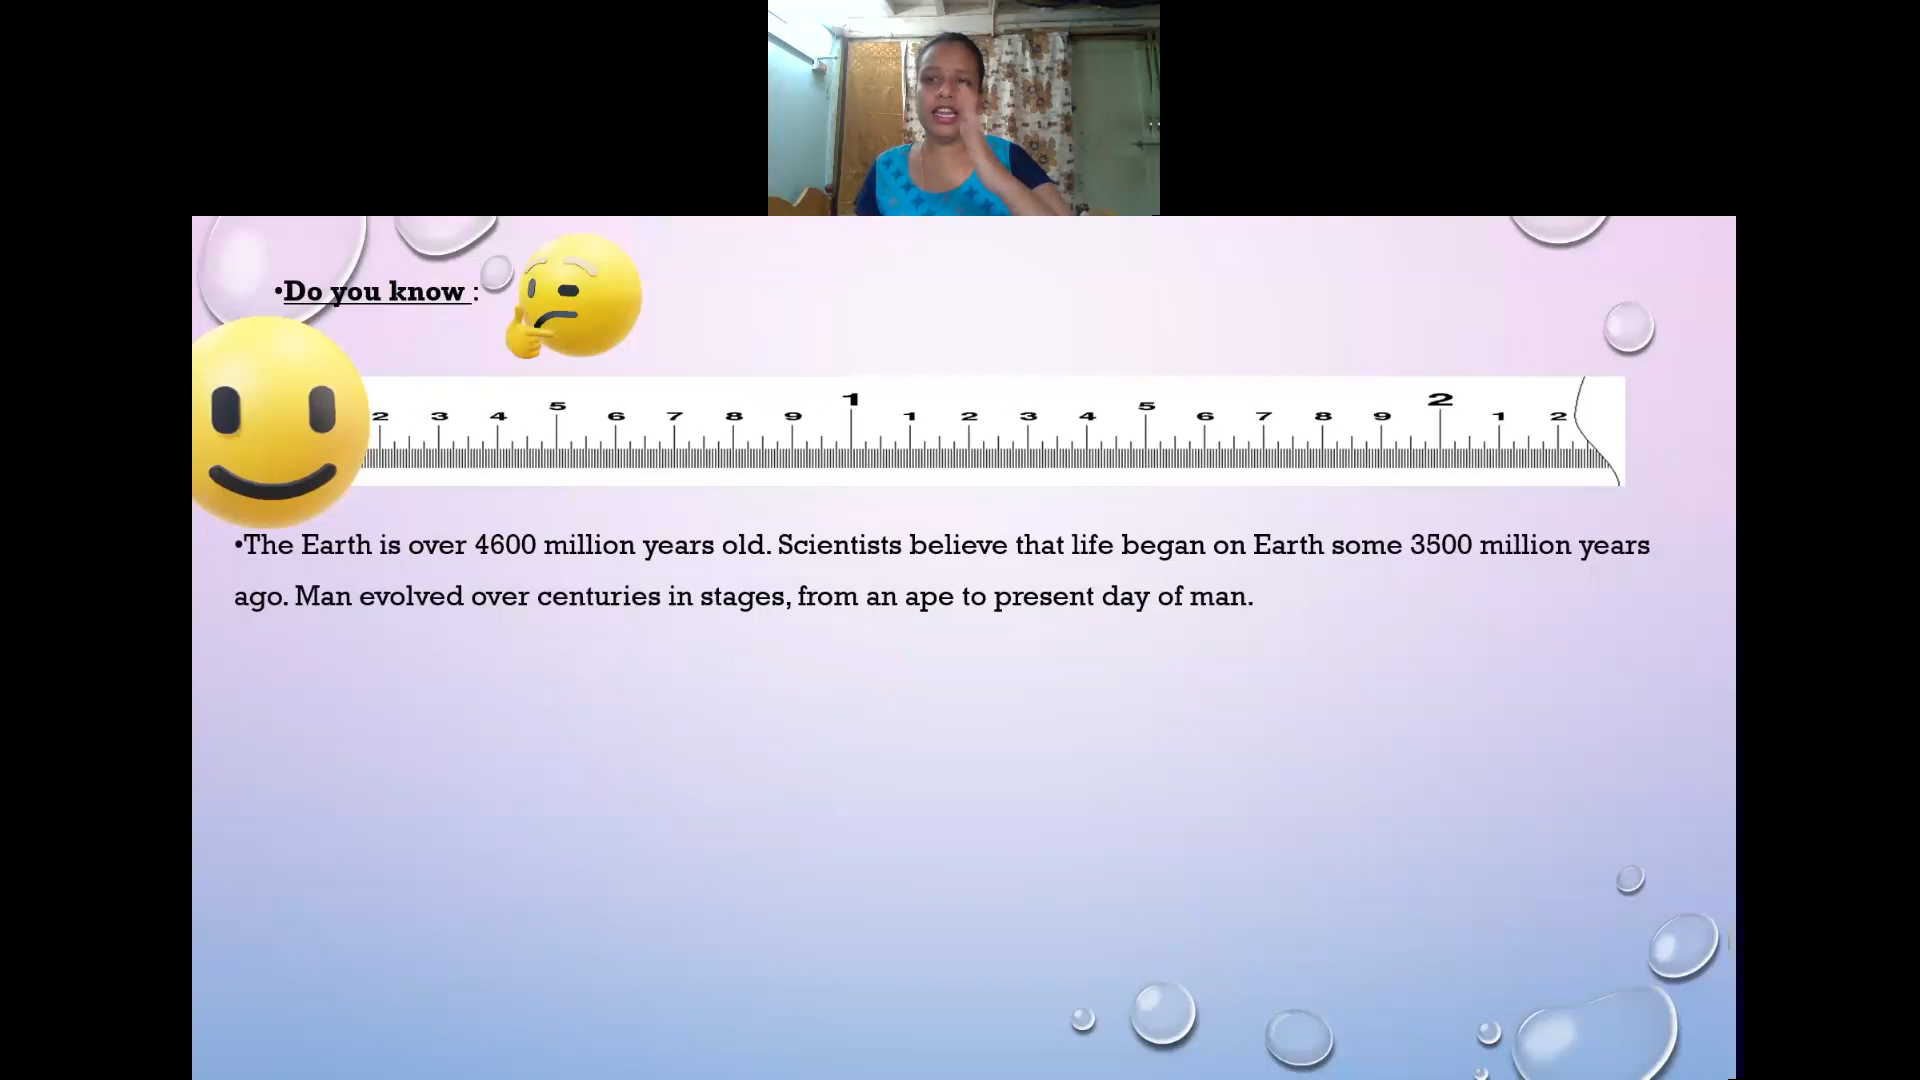 •Do you know :
2 3 4 5 6 7 8 9 1 1 2 3 4 5 6 7 8 9 2 1 2
•The Earth is over 4600 million years old. Scientists believe that life began on Earth some 3500 million years
ago. Man evolved over centuries in stages, from an ape to present day of man.